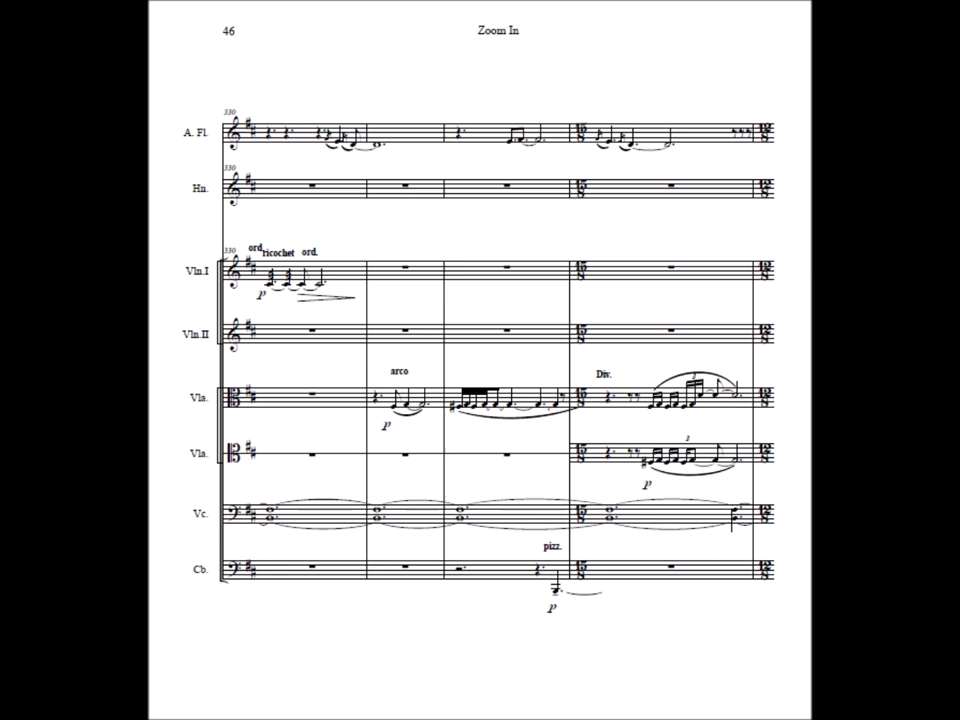 46
Zoom In
330
A. Fl.
330
Hn.
330
ord.
ricochet
ord.
Vln.I
p
Vln.II
arco
Div.
3
Vla.
p
3
Vla.
p
Vc.
pizz.
Cb.
p